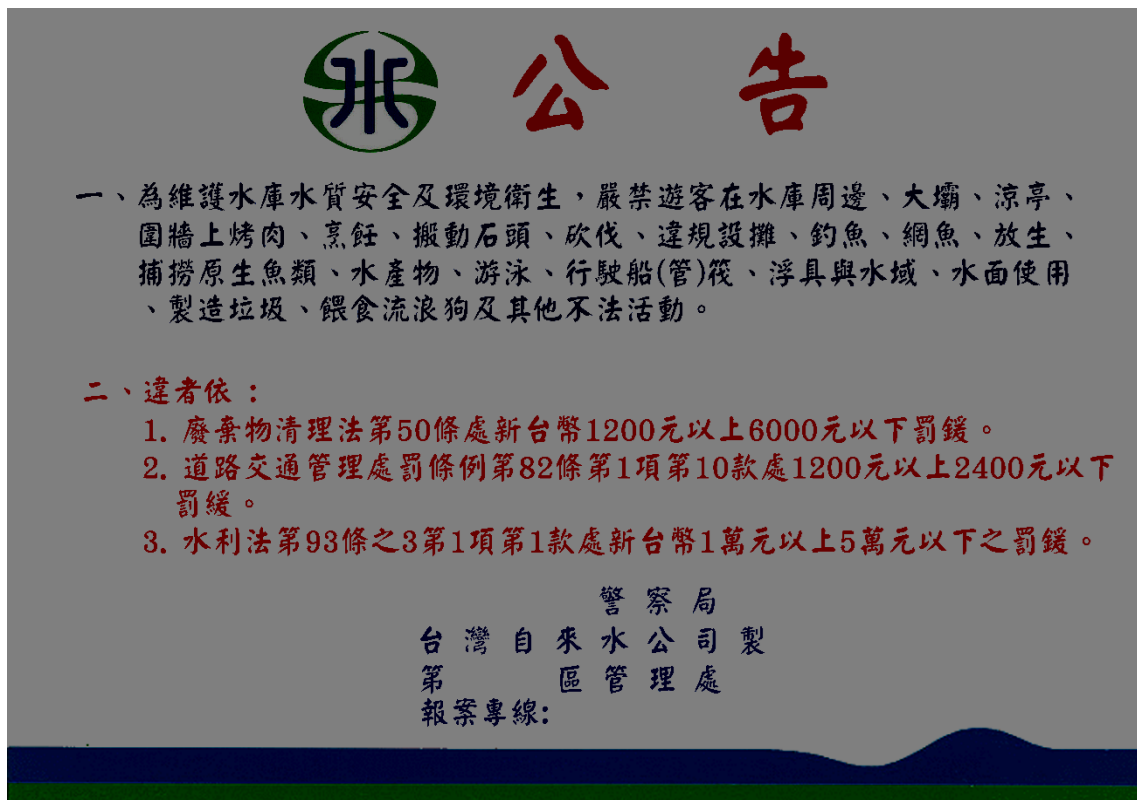 水 公告
一、為維護水庫水質安全及環境衛生，嚴禁遊客在水庫周邊、大壩、涼亭、
圍牆上烤肉、烹飪、搬動石頭、砍伐、違規設攤、釣魚、網魚、放生、
捕撈原生魚類、水產物、游泳、行駛船(管)筏、浮具與水域、水面使用
、製造垃圾、餵食流浪狗及其他不法活動。
二、違者依：
1. 廢棄物清理法第50條處新台幣1200元以上6000元以下罰鍰。
2. 道路交通管理處罰條例第82條第1項第10款處1200元以上2400元以下
罰緩。
3. 水利法第93條之3第1項第1款處新台幣1萬元以上5萬元以下之罰鍰。
警察局
台灣自來水公司製
第 區管理處
報案專線: